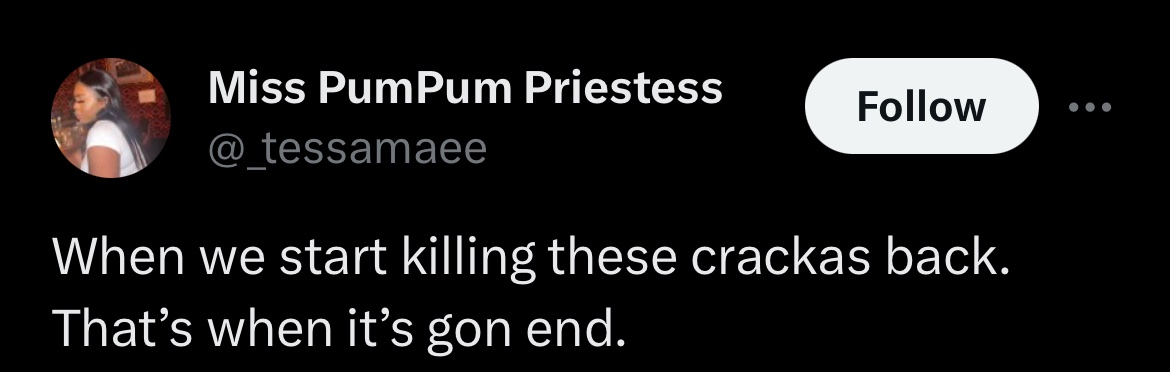 Miss PumPum Priestess
@_tessamaee
Follow
When we start killing these crackas back.
That’s when it’s gon end.